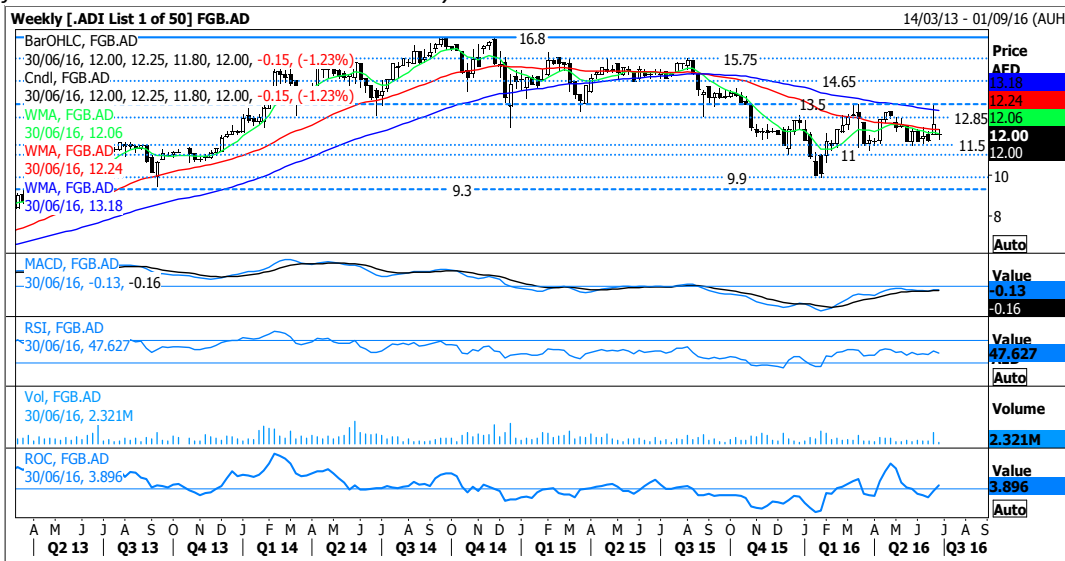 Weekly [.ADI List 1 of 50] FGB.AD 14/03/13 - 01/09/16 (AUH
BarOHLC, FGB.AD
30/06/16, 12.00, 12.25, 11.80, 12.00, -0.15, (-1.23%)
Cndl, FGB.AD
30/06/16, 12.00, 12.25, 11.80, 12.00, -0.15, (-1.23%)
WMA, FGB.AD
30/06/16, 12.06
WMA, FGB.AD
30/06/16, 12.24
WMA, FGB.AD
30/06/16, 13.18
16.8
15.75
14.65
13.5
12.85
11.5
11
9.9
9.3
Price
AED
13.18
12.24
12.06
12.00
12.00
10
8
Auto
MACD, FGB.AD
30/06/16, -0.13, -0.16
Value
-0.13
-0.16
RSI, FGB.AD
30/06/16, 47.627
Value
47.627
Auto
Vol, FGB.AD
30/06/16, 2.321M
Volume
2.321M
ROC, FGB.AD
30/06/16, 3.896
Value
3.896
Auto
A M J J A S O N D J F M A M J J A S O N D J F M A M J J A S O N D J F M A M J J A S
Q2 13 Q3 13 Q4 13 Q1 14 Q2 14 Q3 14 Q4 14 Q1 15 Q2 15 Q3 15 Q4 15 Q1 16 Q2 16 Q3 16